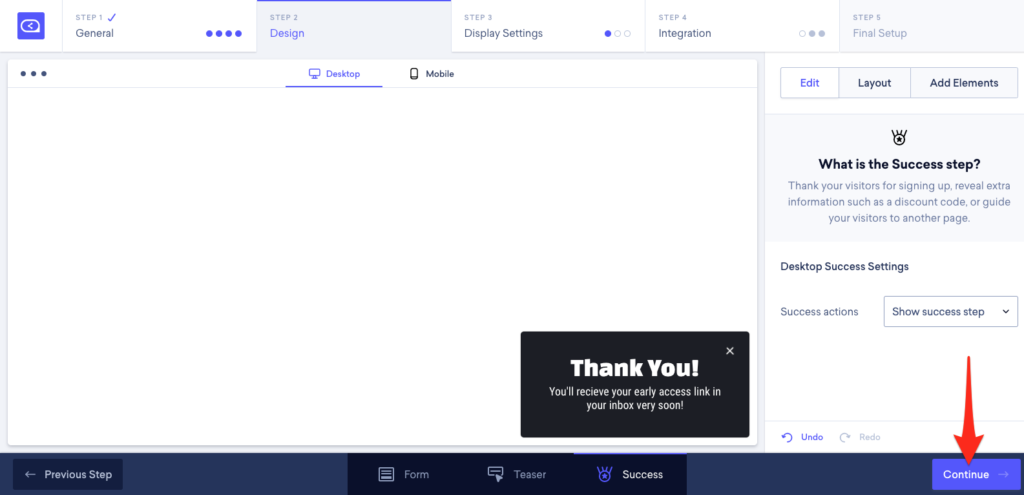 STEP 1
General
STEP 2
Design
STEP 3
Display Settings
STEP 4
Integration
STEP 5
Final Setup
Desktop
Mobile
Edit
Layout
Add Elements
What is the Success step?
Thank your visitors for signing up, reveal extra
information such as a discount code, or guide
your visitors to another page.
Desktop Success Settings
Success actions
Show success step
Thank You!
You'll recieve your early access link in
your inbox very soon!
Undo
Redo
Previous Step
Form
Teaser
Success
Continue